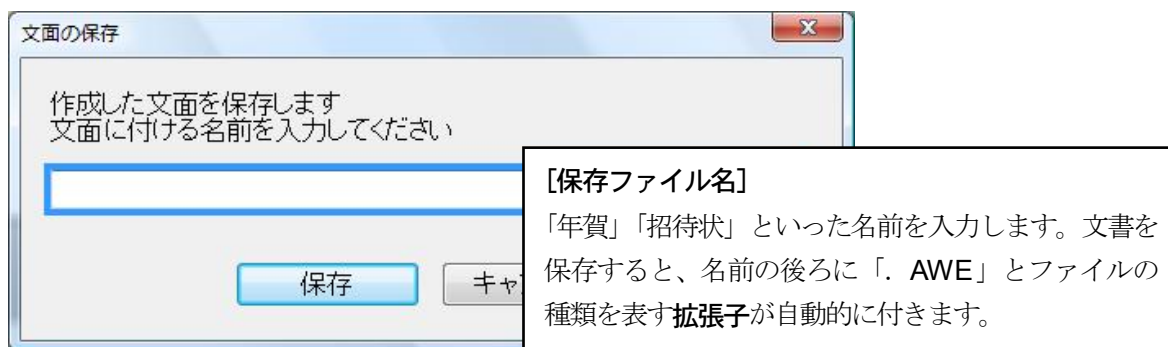 文面の保存
作成した文面を保存します
文面に付ける名前を入力してください
保存
キャ
[保存ファイル名]
「年賀」「招待状」といった名前を入力します。文書を
保存すると、名前の後ろに「. AWE」とファイルの
種類を表す拡張子が自動的に付きます。